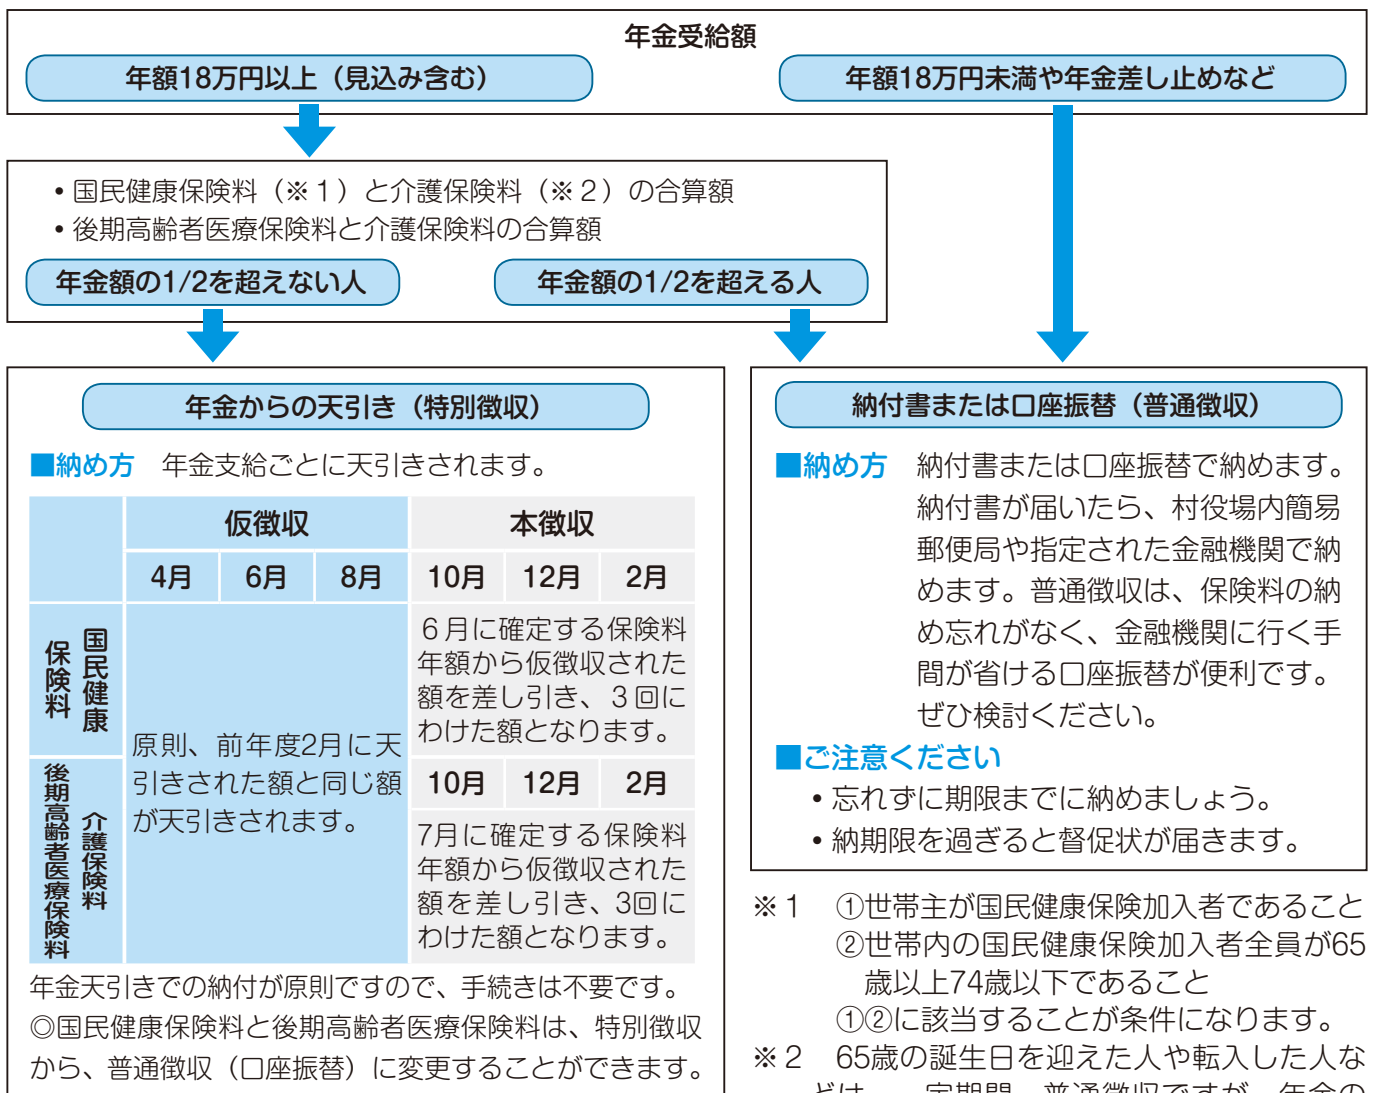 年金受給額
年額18万円以上（見込み含む）
年額18万円未満や年金差し止めなど
•国民健康保険料（※１）と介護保険料（※２）の合算額
•後期高齢者医療保険料と介護保険料の合算額
年金額の1/2を超えない人
年金額の1/2を超える人
年金からの天引き（特別徴収）
■納め方　年金支給ごとに天引きされます。
仮徴収
本徴収
4月 6月 8月 10月 12月 2月
国民健康
保険料
６月に確定する保険料
年額から仮徴収された
額を差し引き、３回に
わけた額となります。
原則、前年度2月に天
引きされた額と同じ額
が天引きされます。
介護保険料
後期高齢者医療保険料
10月 12月 2月
7月に確定する保険料
年額から仮徴収された
額を差し引き、3回に
わけた額となります。
年金天引きでの納付が原則ですので、手続きは不要です。
◎国民健康保険料と後期高齢者医療保険料は、特別徴収
から、普通徴収（口座振替）に変更することができます。
納付書または口座振替（普通徴収）
■納め方　納付書または口座振替で納めます。
納付書が届いたら、村役場内簡易
郵便局や指定された金融機関で納
めます。普通徴収は、保険料の納
め忘れがなく、金融機関に行く手
間が省ける口座振替が便利です。
ぜひ検討ください。
■ご注意ください
•忘れずに期限までに納めましょう。
•納期限を過ぎると督促状が届きます。
※１　①世帯主が国民健康保険加入者であること
②世帯内の国民健康保険加入者全員が65
歳以上74歳以下であること
①②に該当することが条件になります。
※２　65歳の誕生日を迎えた人や転入した人な
どは、一定期間、普通徴収ですが、年金の